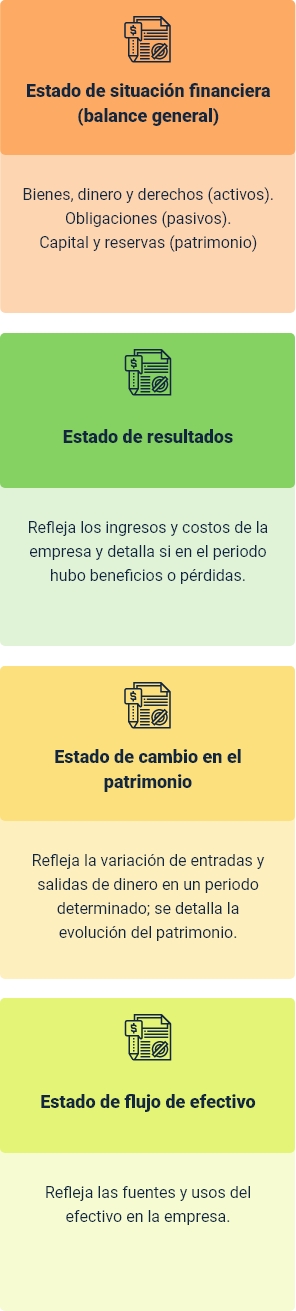 Estado de situación financiera
(balance general)
Bienes, dinero y derechos (activos).
Obligaciones (pasivos).
Capital y reservas (patrimonio)
Estado de resultados
Refleja los ingresos y costos de la
empresa y detalla si en el periodo
hubo beneficios o pérdidas.
Estado de cambio en el
patrimonio
Refleja la variación de entradas y
salidas de dinero en un periodo
determinado; se detalla la
evolución del patrimonio.
Estado de flujo de efectivo
Refleja las fuentes y usos del
efectivo en la empresa.